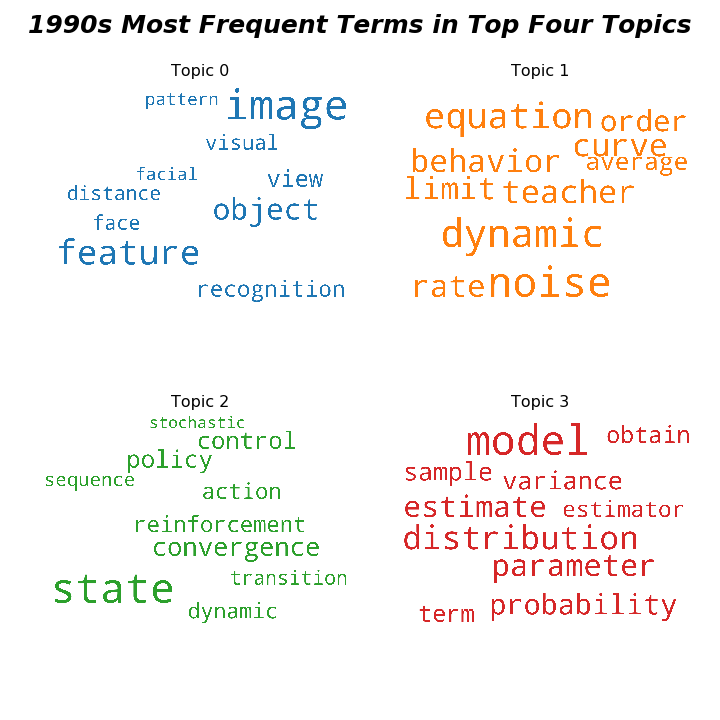 1990s Most Frequent Terms in Top Four Topics
Topic 0
pattern
image
visual
facial
view
distance
object
face
feature
recognition
Topic 1
equation
order
curve
behavior
average
limit
teacher
dynamic
rate
noise
Topic 2
stochastic
control
policy
sequence
action
reinforcement
convergence
transition
state
dynamic
Topic 3
model
obtain
sample
variance
estimate
estimator
distribution
parameter
probability
term